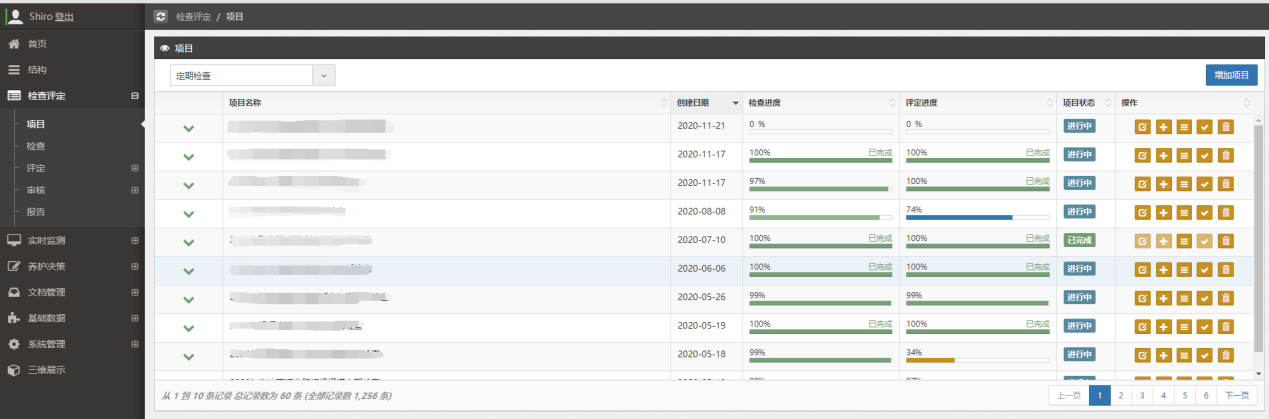 Shiro 登出
检查评定 / 项目
首页
结构
检查评定
项目
检查
评定
审核
报告
实时监测
养护决策
文档管理
基础数据
系统管理
三维展示
项目
定期检查
增加项目
项目名称 创建日期 检查进度 评定进度 项目状态 操作
2020-11-21 0 % 0 % 进行中
2020-11-17 100% 已完成 100% 已完成 进行中
2020-11-17 97% 100% 已完成 进行中
2020-08-08 91% 74% 进行中
2020-07-10 100% 已完成 100% 已完成 已完成
2020-06-06 100% 已完成 100% 已完成 进行中
2020-05-26 99% 99% 进行中
2020-05-19 100% 已完成 100% 已完成 进行中
2020-05-18 99% 34% 进行中
从 1 到 10 条记录 总记录数为 60 条 (全部记录数 1,256 条)
上一页 1 2 3 4 5 6 下一页